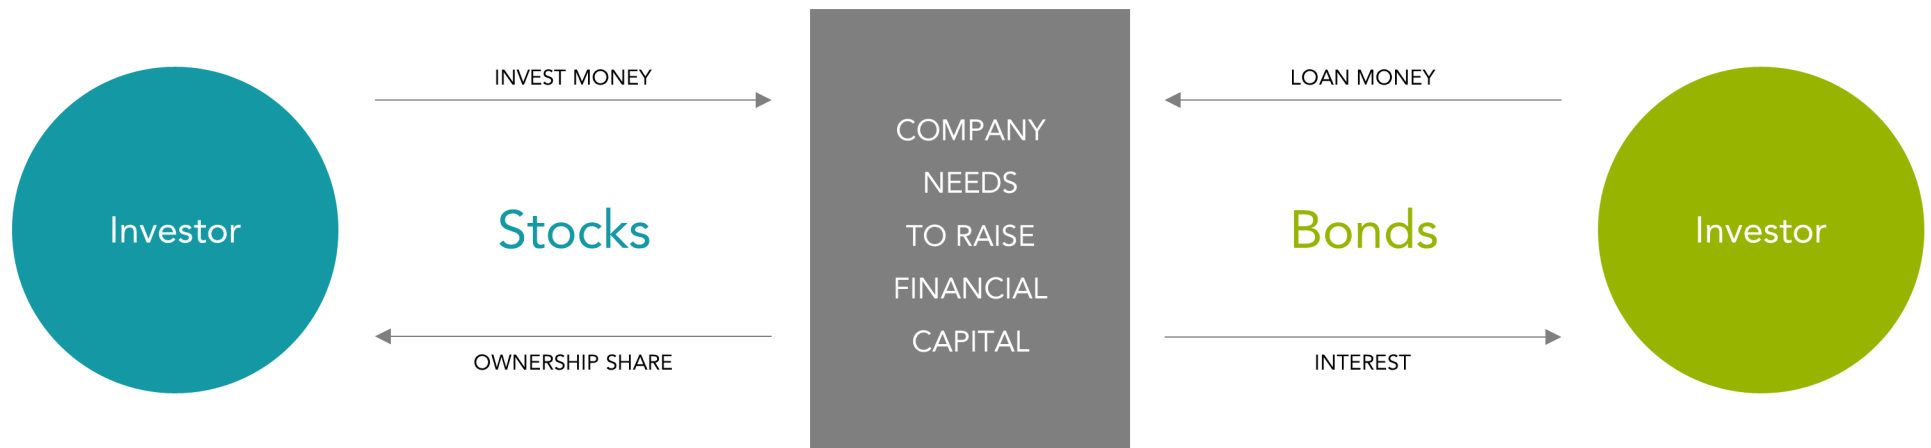 INVEST MONEY
LOAN MONEY
COMPANY
NEEDS
TO RAISE
FINANCIAL
CAPITAL
Investor
Stocks
Bonds
Investor
OWNERSHIP SHARE
INTEREST